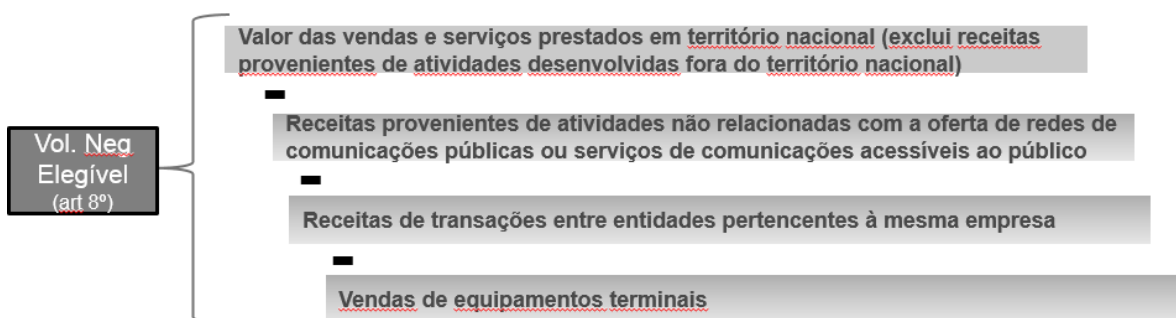 Valor das vendas e serviços prestados em território nacional (exclui receitas
provenientes de atividades desenvolvidas fora do território nacional)
Receitas provenientes de atividades não relacionadas com a oferta de redes de
comunicações públicas ou serviços de comunicações acessíveis ao público
Vol. Neg
Elegível
(art 8º)
Receitas de transações entre entidades pertencentes à mesma empresa
Vendas de equipamentos terminais